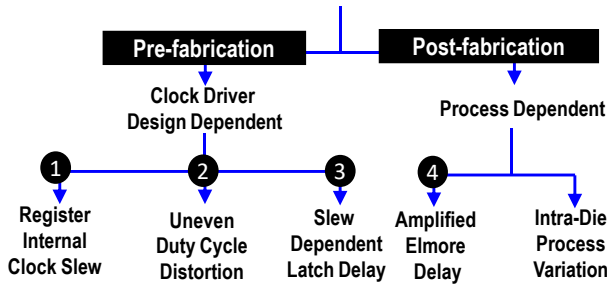 Pre-fabrication
Post-fabrication
Clock Driver
Design Dependent
Process Dependent
1
2
3
4
Register
Internal
Clock Slew
Uneven
Duty Cycle
Distortion
Slew
Dependent
Latch Delay
Amplified
Elmore
Delay
Intra-Die
Process
Variation